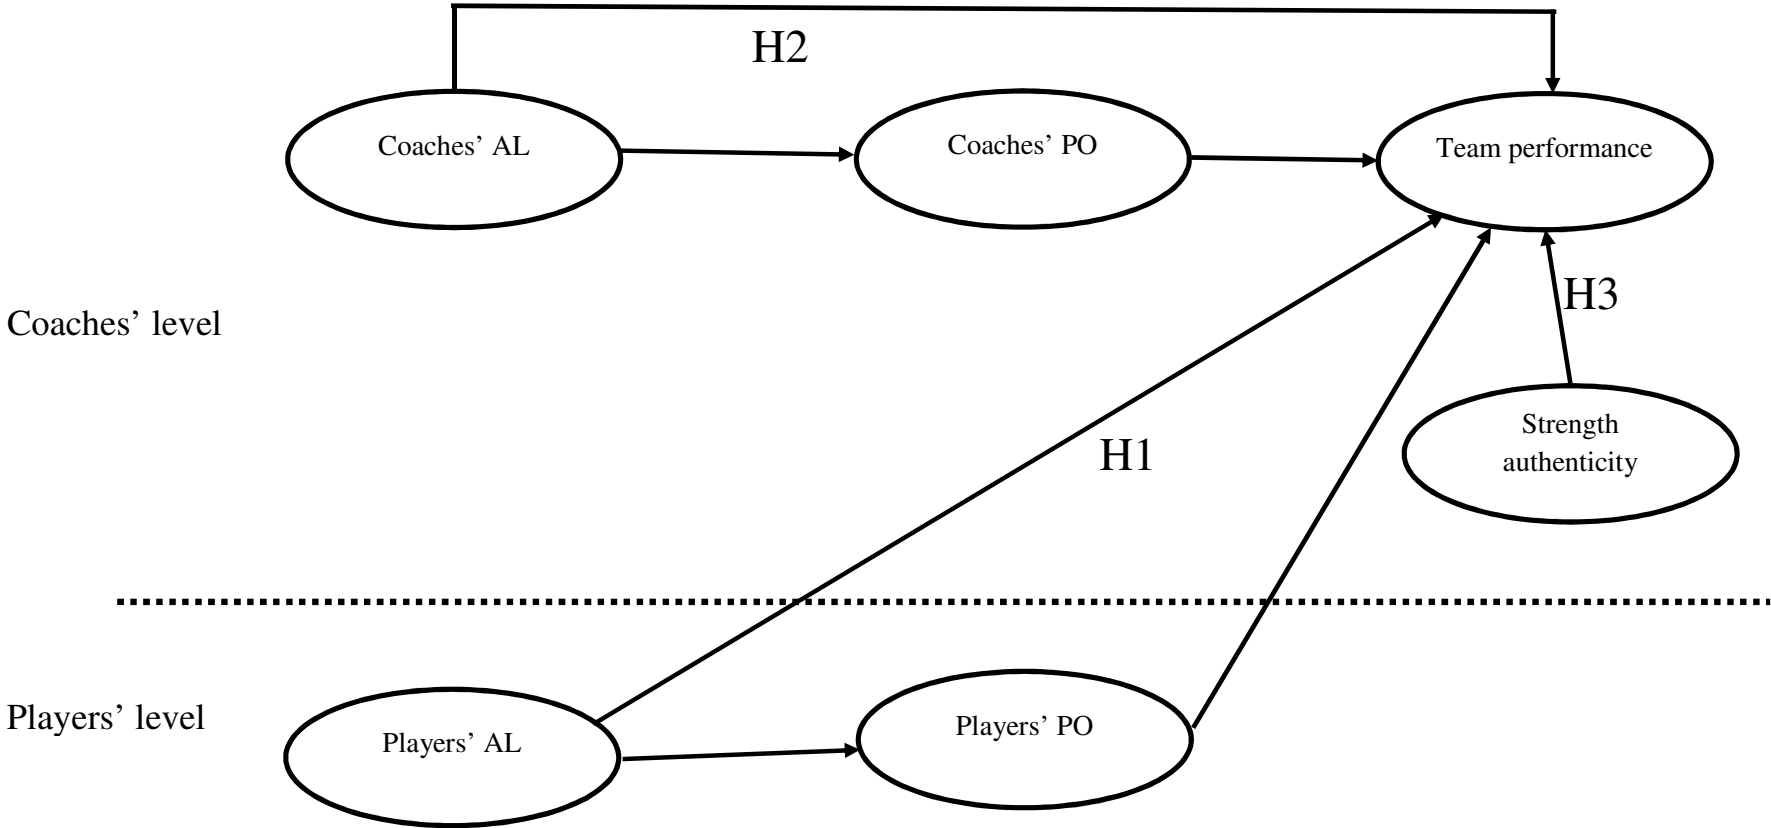 H2
Coaches’ AL
Coaches’ PO
Team performance
H3
Coaches’ level
Strength
authenticity
H1
Players’ level
Players’ AL
Players’ PO